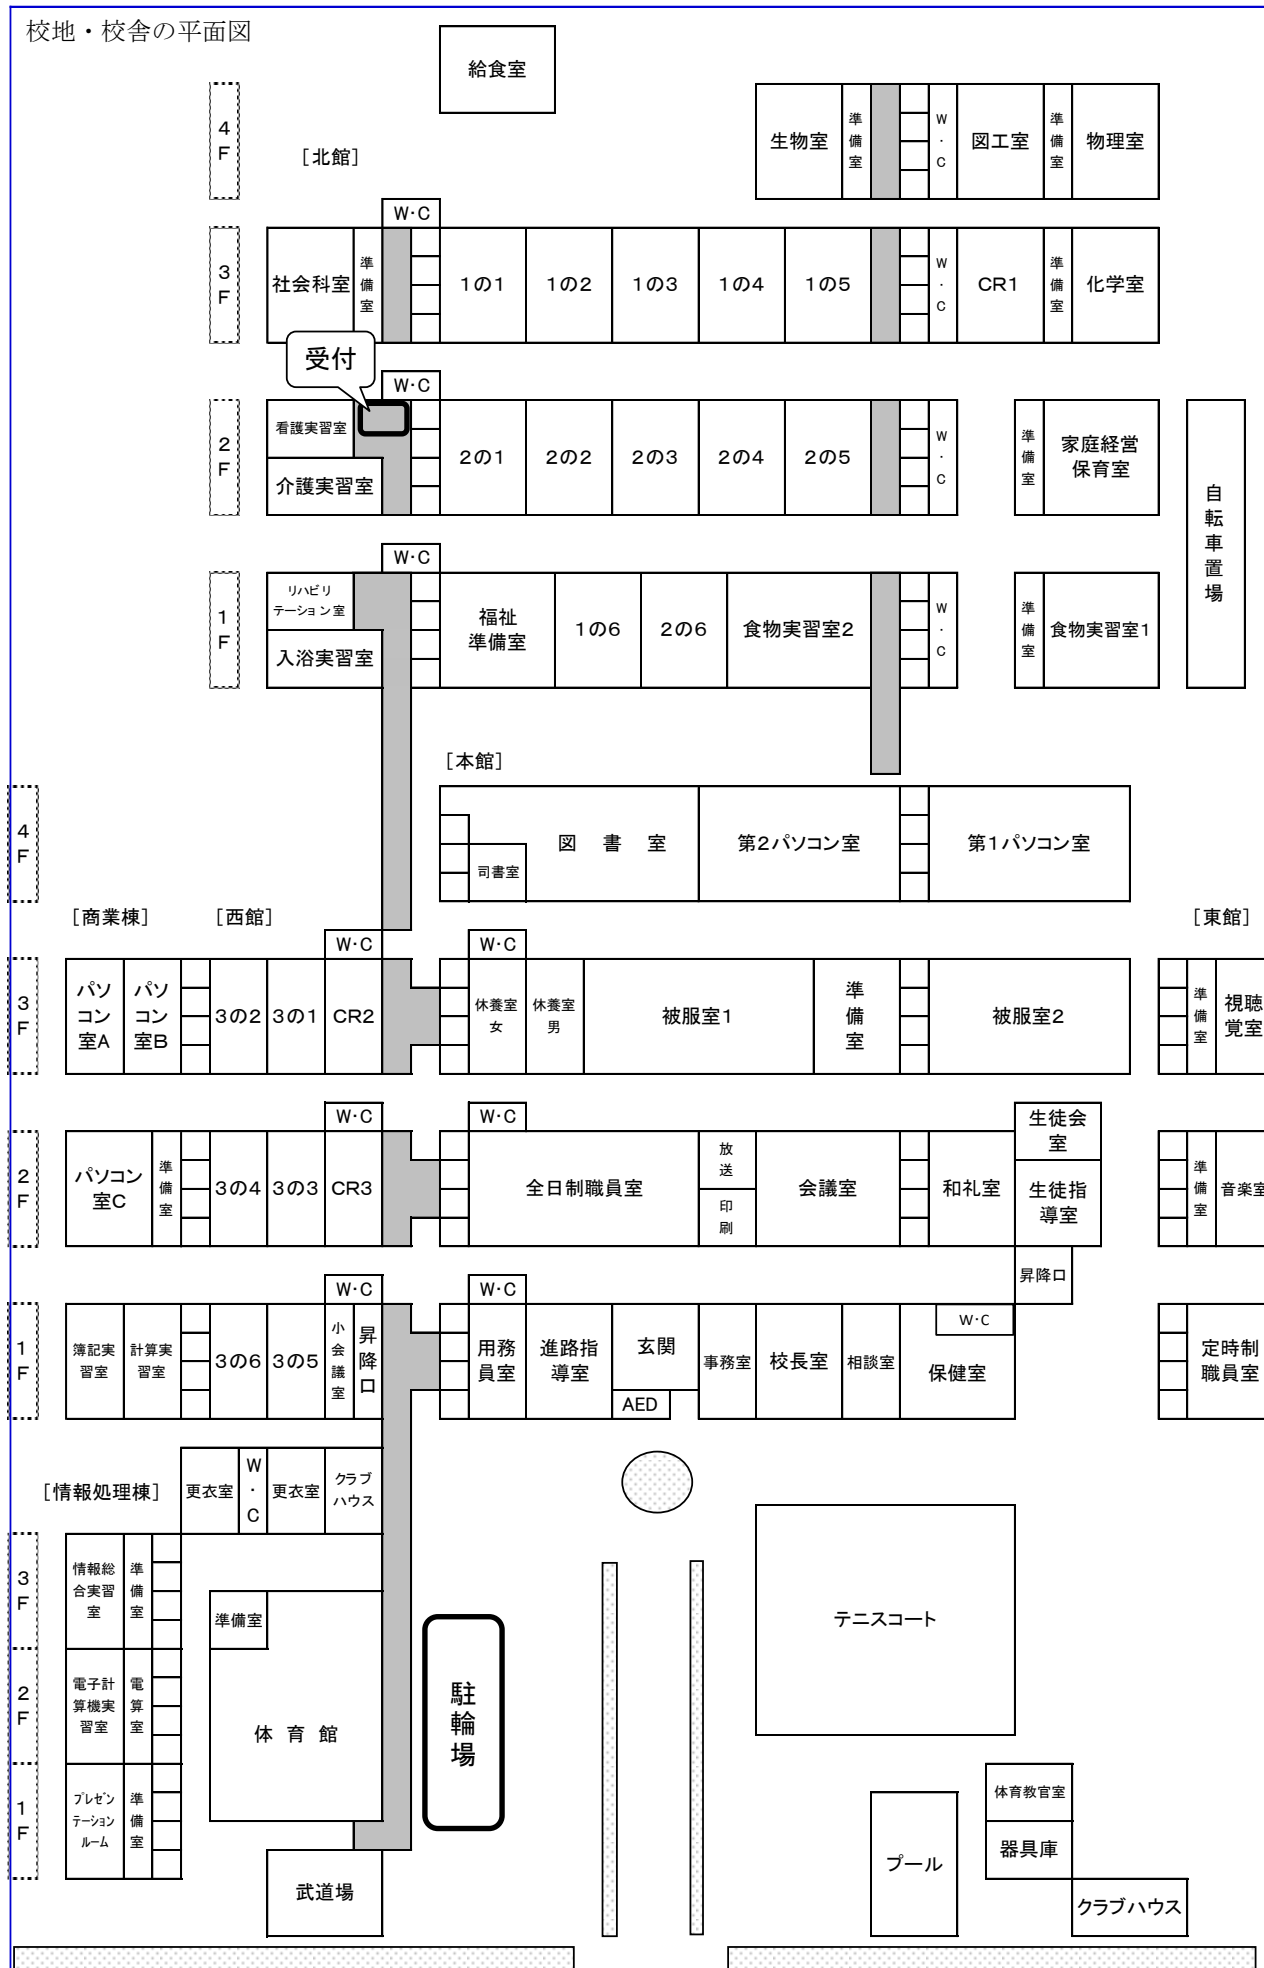 校地・校舎の平面図
給食室
4
F
[北館]
生物室
準
備
室
W
・
C
図工室
準
備
室
物理室
W・C
3
F
社会科室
準
備
室
1の1
1の2
1の3
1の4
1の5
W
・
C
CR1
準
備
室
化学室
受付
W・C
2
F
看護実習室
介護実習室
2の1
2の2
2の3
2の4
2の5
W
・
C
準
備
室
家庭経営
保育室
自
転
車
置
場
W・C
1
F
リハビリ
テーション室
入浴実習室
福祉
準備室
1の6
2の6
食物実習室2
W
・
C
準
備
室
食物実習室1
[本館]
4
F
図 書 室
司書室
第2パソコン室
第1パソコン室
[商業棟]
[西館]
[東館]
W・C
W・C
3
F
パソ
コン
室A
パソ
コン
室B
3の2
3の1
CR2
休養室
女
休養室
男
被服室1
準
備
室
被服室2
準
備
室
視聴
覚室
W・C
W・C
2
F
パソコン
室C
準
備
室
3の4
3の3
CR3
全日制職員室
放
送
印
刷
会議室
和礼室
生徒会
室
生徒指
導室
準
備
室
音楽室
昇降口
W・C
W・C
1
F
簿記実
習室
計算実
習室
3の6
3の5
小
会
議
室
昇
降
口
用務
員室
進路指
導室
玄関
AED
事務室
校長室
相談室
W・C
保健室
定時制
職員室
[情報処理棟]
更衣室
W
・
C
更衣室
クラブ
ハウス
3
F
情報総
合実習
室
準
備
室
準備室
テニスコート
2
F
電子計
算機実
習室
電
算
室
体 育 館
駐
輪
場
1
F
プレゼン
テーション
ルーム
準
備
室
体育教官室
器具庫
プール
武道場
クラブハウス